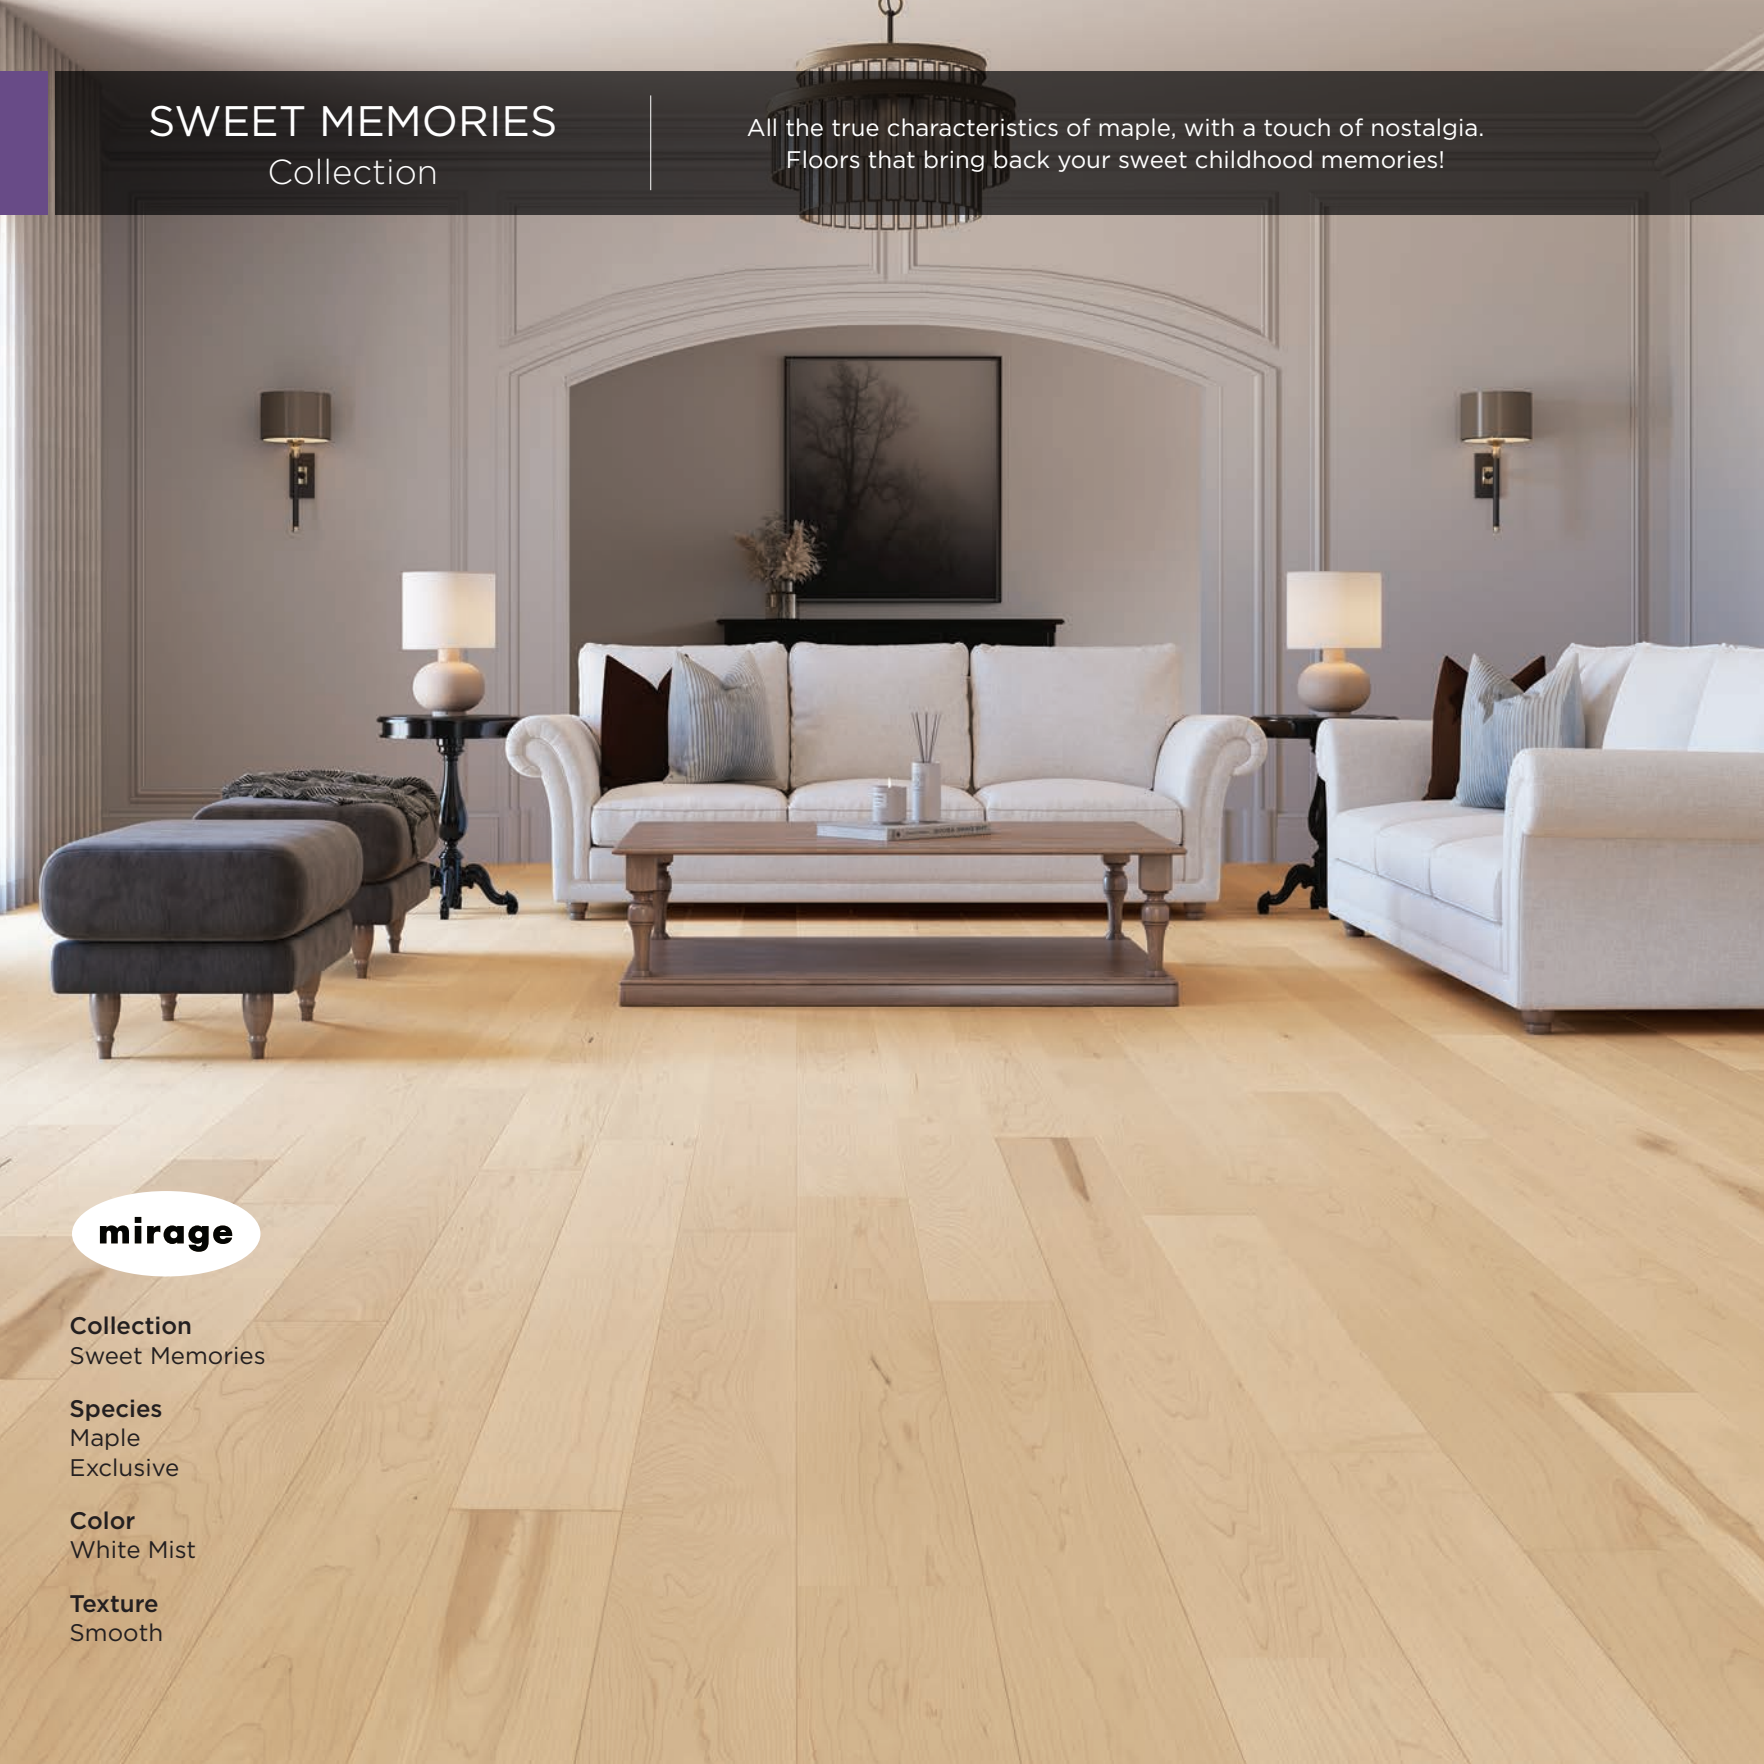 SWEET MEMORIES
Collection
All the true characteristics of maple, with a touch of nostalgia.
Floors that bring back your sweet childhood memories!
mirage
Collection
Sweet Memories
Species
Maple
Exclusive
Color
White Mist
Texture
Smooth